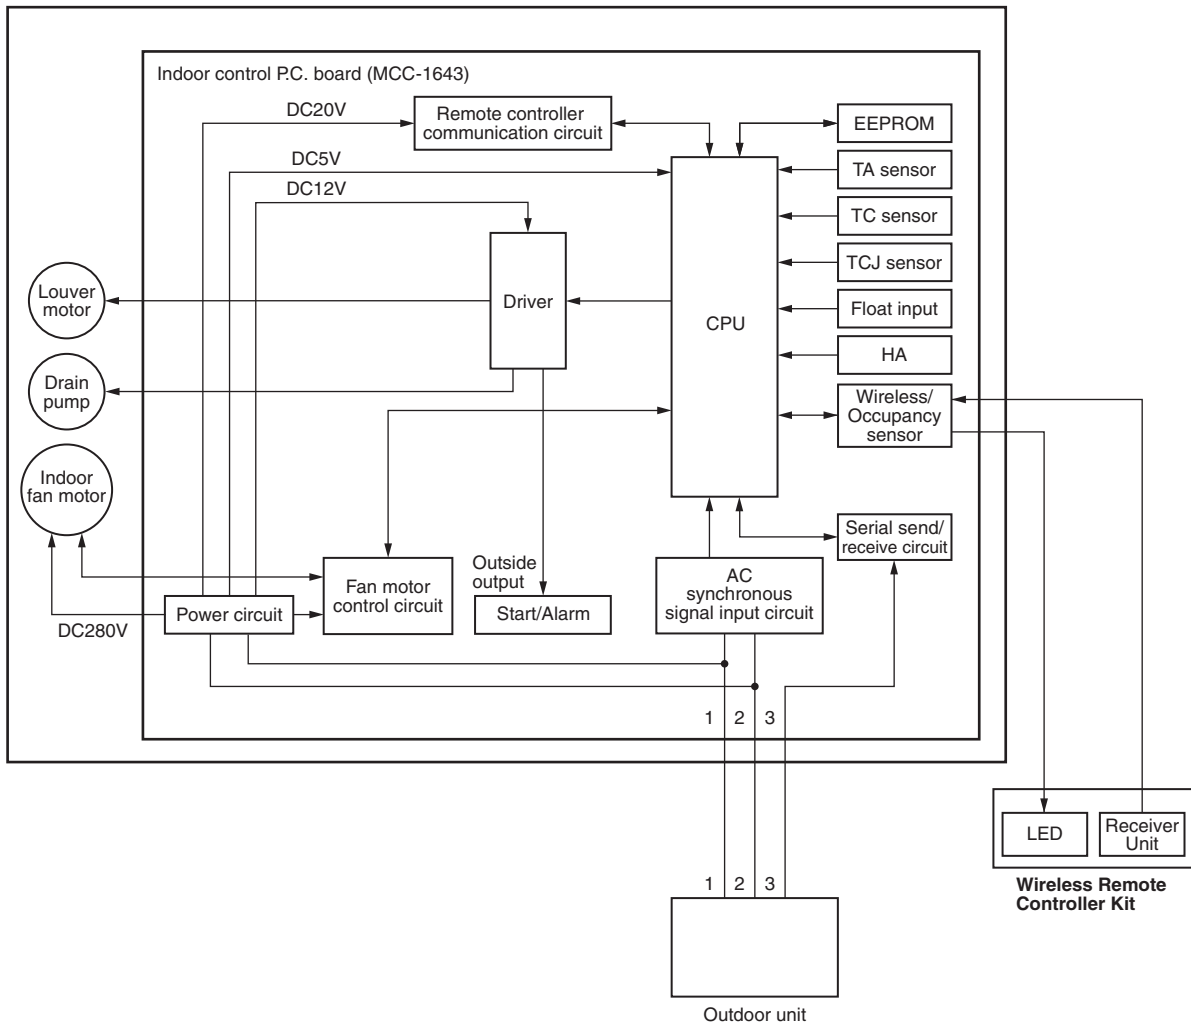 Indoor control P.C. board (MCC-1643)
DC20V
Remote controller
communication circuit
EEPROM
DC5V
TA sensor
DC12V
TC sensor
TCJ sensor
Louver
motor
Driver
Float input
CPU
HA
Drain
pump
Wireless/
Occupancy
sensor
Indoor
fan motor
Serial send/
receive circuit
Outside
output
Fan motor
control circuit
AC
synchronous
signal input circuit
Power circuit
Start/Alarm
DC280V
1 2 3
LED
Receiver
Unit
Wireless Remote
Controller Kit
1 2 3
Outdoor unit